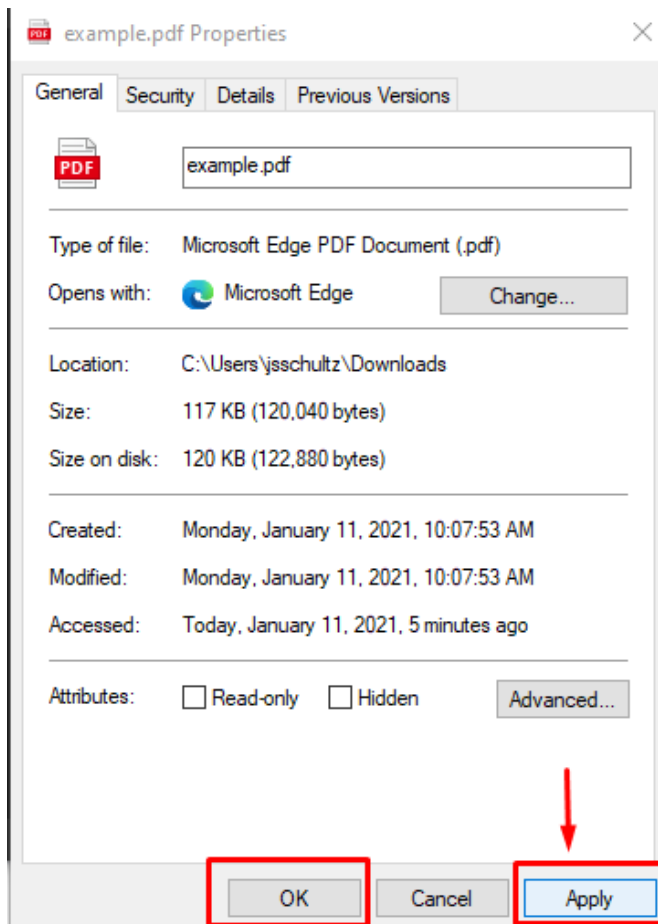 PDF example.pdf Properties
General Security Details Previous Versions
PDF example.pdf
Type of file: Microsoft Edge PDF Document (.pdf)
Opens with: Microsoft Edge Change...
Location: C:\Users\jsschultz\Downloads
Size: 117 KB (120,040 bytes)
Size on disk: 120 KB (122,880 bytes)
Created: Monday, January 11, 2021, 10:07:53 AM
Modified: Monday, January 11, 2021, 10:07:53 AM
Accessed: Today, January 11, 2021, 5 minutes ago
Attributes: Read-only Hidden Advanced...
OK Cancel Apply